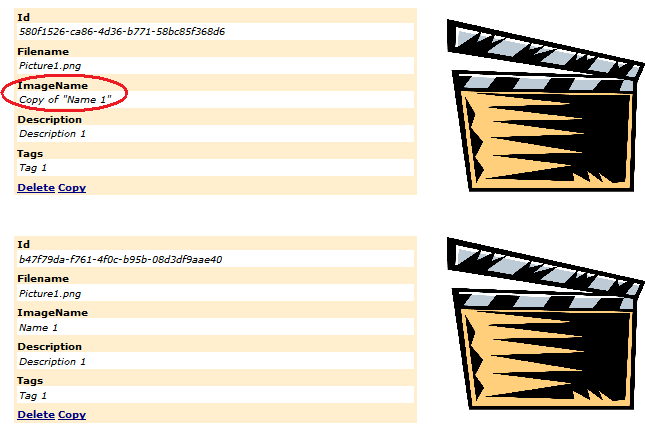 Id
580f1526-ca86-4d36-b771-58bc85f368d6
Filename
Picture1.png
ImageName
Copy of "Name 1"
Description
Description 1
Tags
Tag 1
Delete Copy
Id
b47f79da-f761-4f0c-b95b-08d3df9aae40
Filename
Picture1.png
ImageName
Name 1
Description
Description 1
Tags
Tag 1
Delete Copy